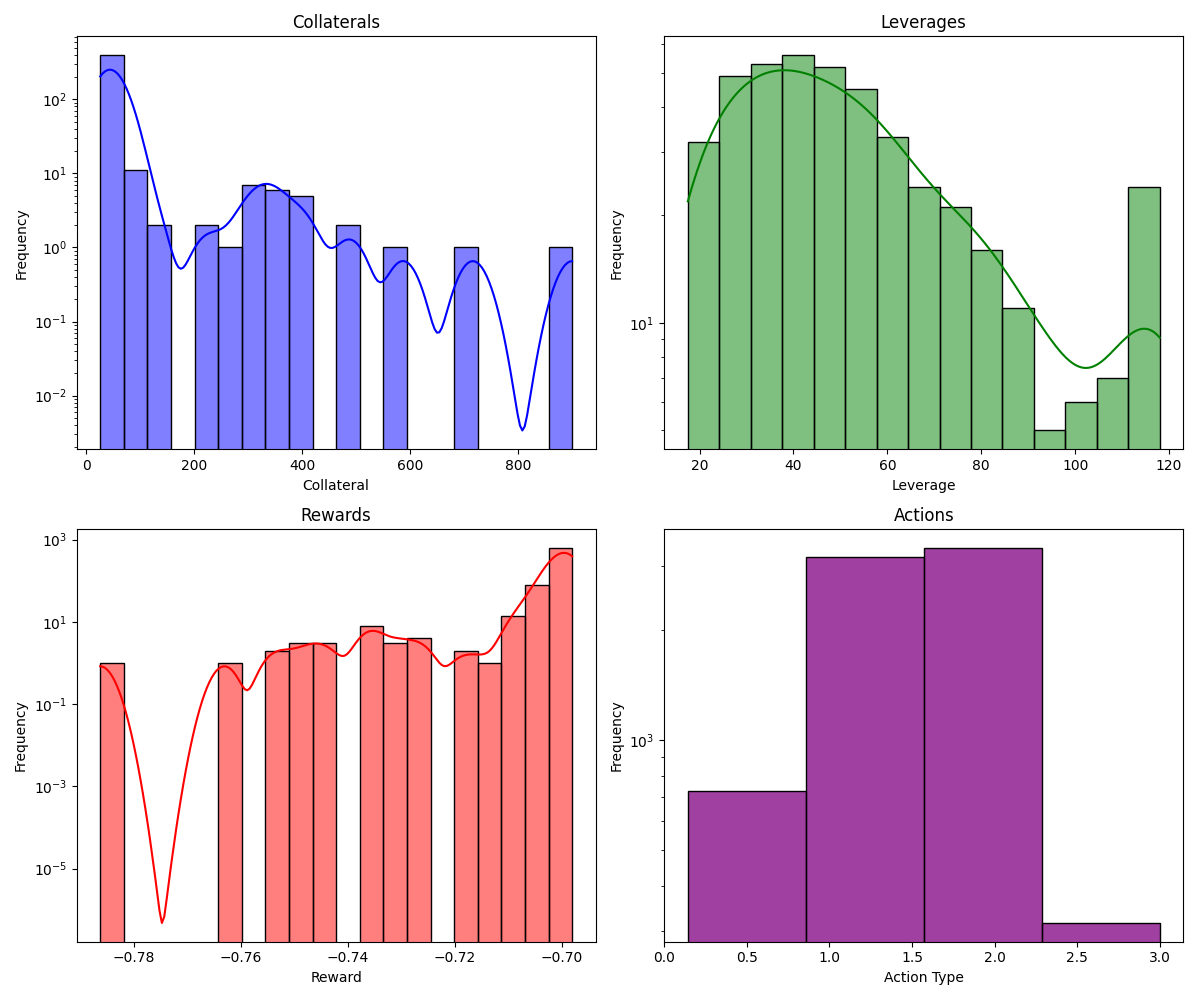 Collaterals
Frequency
10²
10¹
10⁰
10⁻¹
10⁻²
0 200 400 600 800
Collateral
Leverages
Frequency
10¹
20 40 60 80 100 120
Leverage
Rewards
Frequency
10³
10¹
10⁻¹
10⁻³
10⁻⁵
−0.78 −0.76 −0.74 −0.72 −0.70
Reward
Actions
Frequency
10³
0.0 0.5 1.0 1.5 2.0 2.5 3.0
Action Type